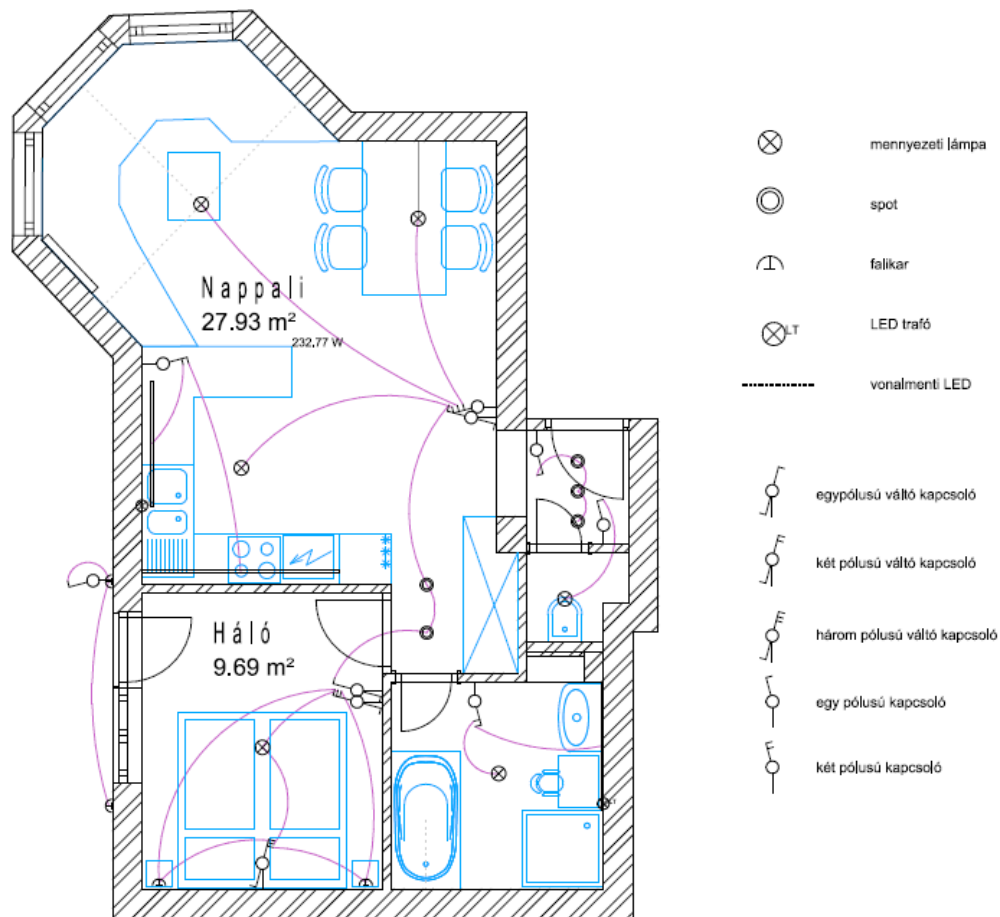 Nappali
27.93 m²
232,77 W
Háló
9.69 m²
mennyezeti lámpa
spot
falikar
LT
LED trafó
vonalmenti LED
egypólusú váltó kapcsoló
két pólusú váltó kapcsoló
három pólusú váltó kapcsoló
egy pólusú kapcsoló
két pólusú kapcsoló